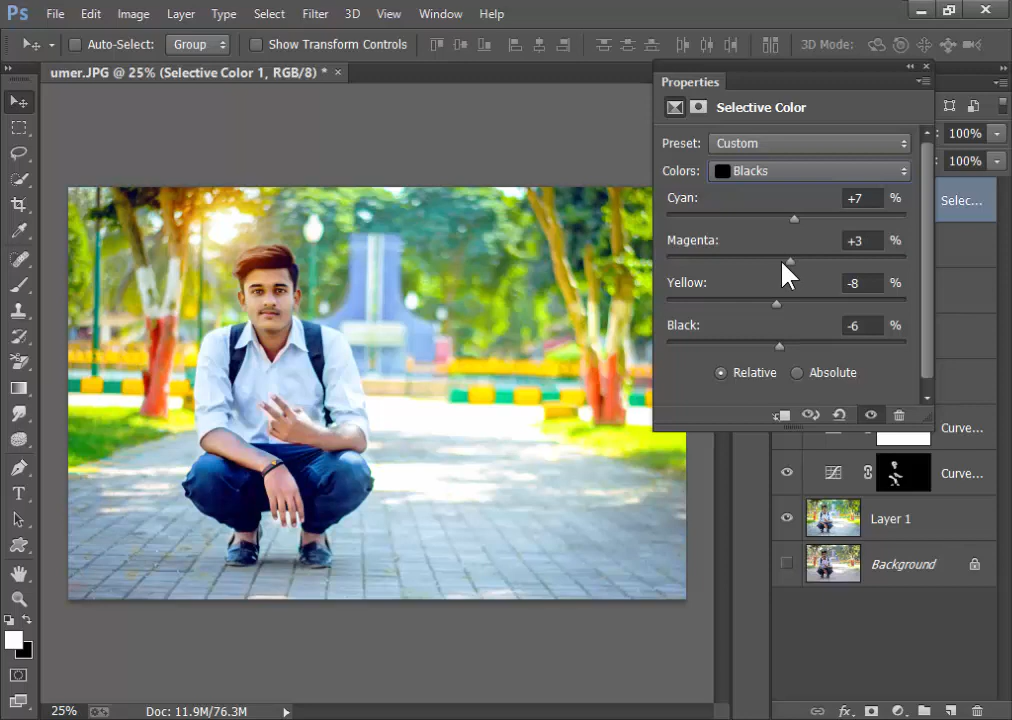 Ps File Edit Image Layer Type Select Filter 3D View Window Help
Auto-Select: Group Show Transform Controls 3D Mode:
umer.JPG @ 25% (Selective Color 1, RGB/8) * ×
Properties
Selective Color
Preset: Custom 100%
Colors: Blacks 100%
Cyan: +7 % Selec...
Magenta: +3 %
Yellow: -8 %
Black: -6 %
Relative Absolute
Curve...
Curve...
Layer 1
Background
25% Doc: 11.9M/76.3M